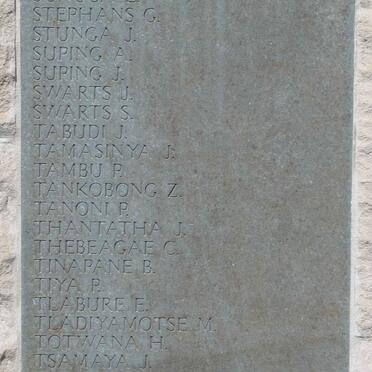 STEPHANS G.
STUNGA J.
SUPING A.
SUPING J.
SWARTS J.
SWARTS S.
TABUDI J.
TAMASINYA J.
TAMBU P.
TANKOBONG Z.
TANONI P.
THANTATHA J.
THEBEAGAE C.
TINAPANE B.
TIYA P.
TLABURE E.
TLADIYAMOTSE M.
TOTWANA H.
TSAMAYA J.